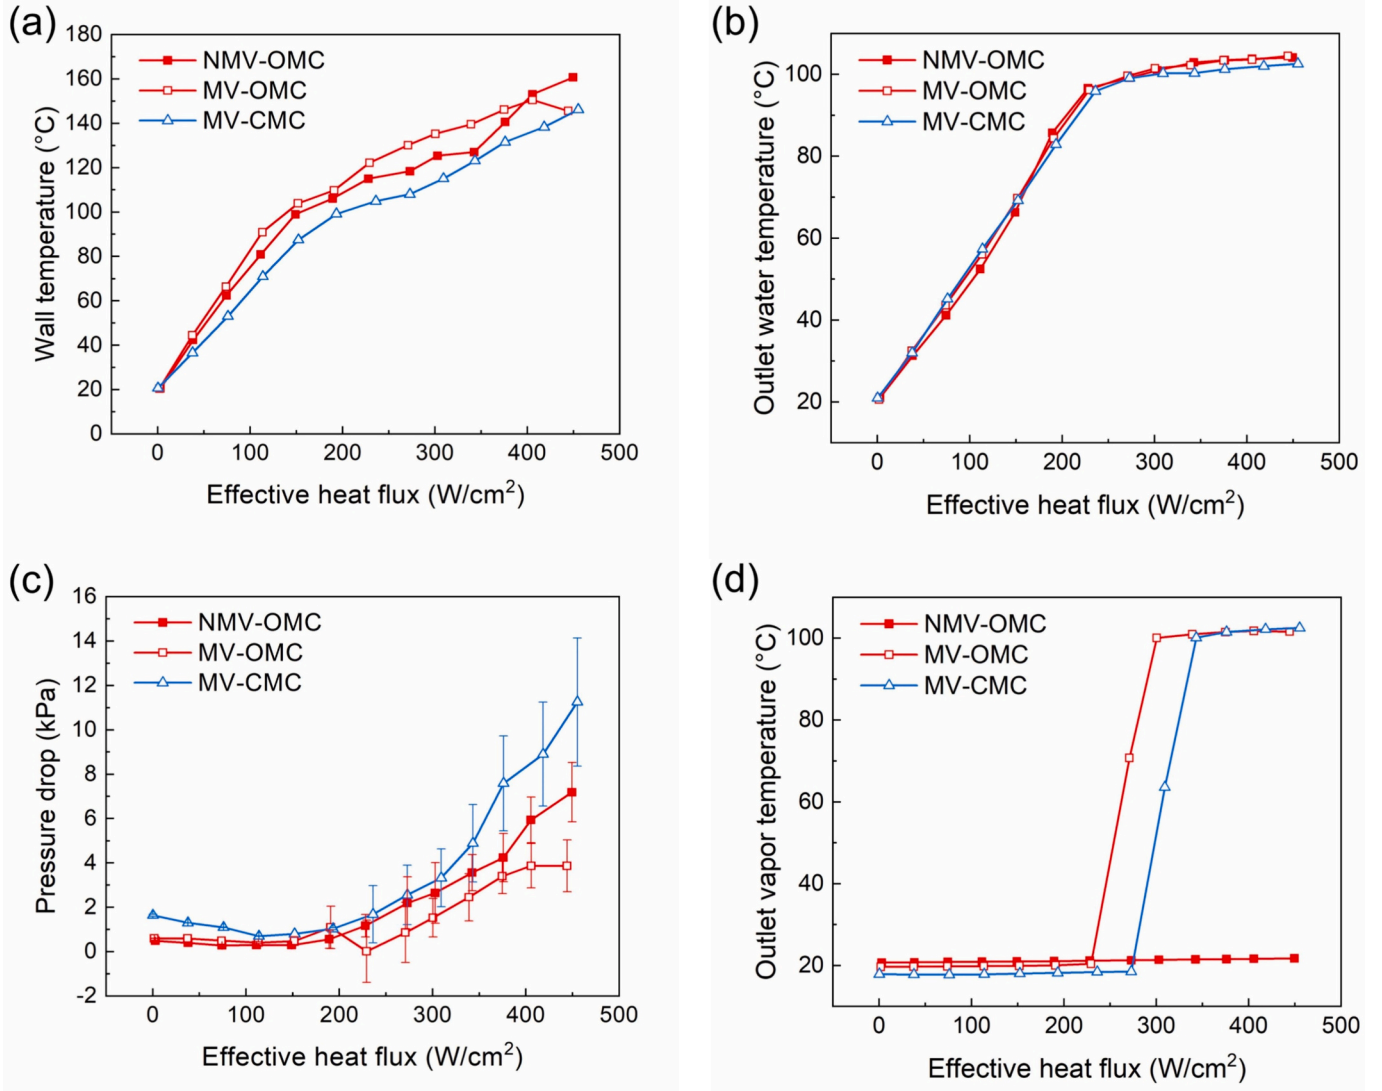 (a)
NMV-OMC
MV-OMC
MV-CMC
Wall temperature (°C)
180
160
140
120
100
80
60
40
20
0
0 100 200 300 400 500
Effective heat flux (W/cm²)
(b)
NMV-OMC
MV-OMC
MV-CMC
Outlet water temperature (°C)
100
80
60
40
20
0 100 200 300 400 500
Effective heat flux (W/cm²)
(c)
NMV-OMC
MV-OMC
MV-CMC
Pressure drop (kPa)
16
14
12
10
8
6
4
2
0
-2
0 100 200 300 400 500
Effective heat flux (W/cm²)
(d)
NMV-OMC
MV-OMC
MV-CMC
Outlet vapor temperature (°C)
100
80
60
40
20
0 100 200 300 400 500
Effective heat flux (W/cm²)